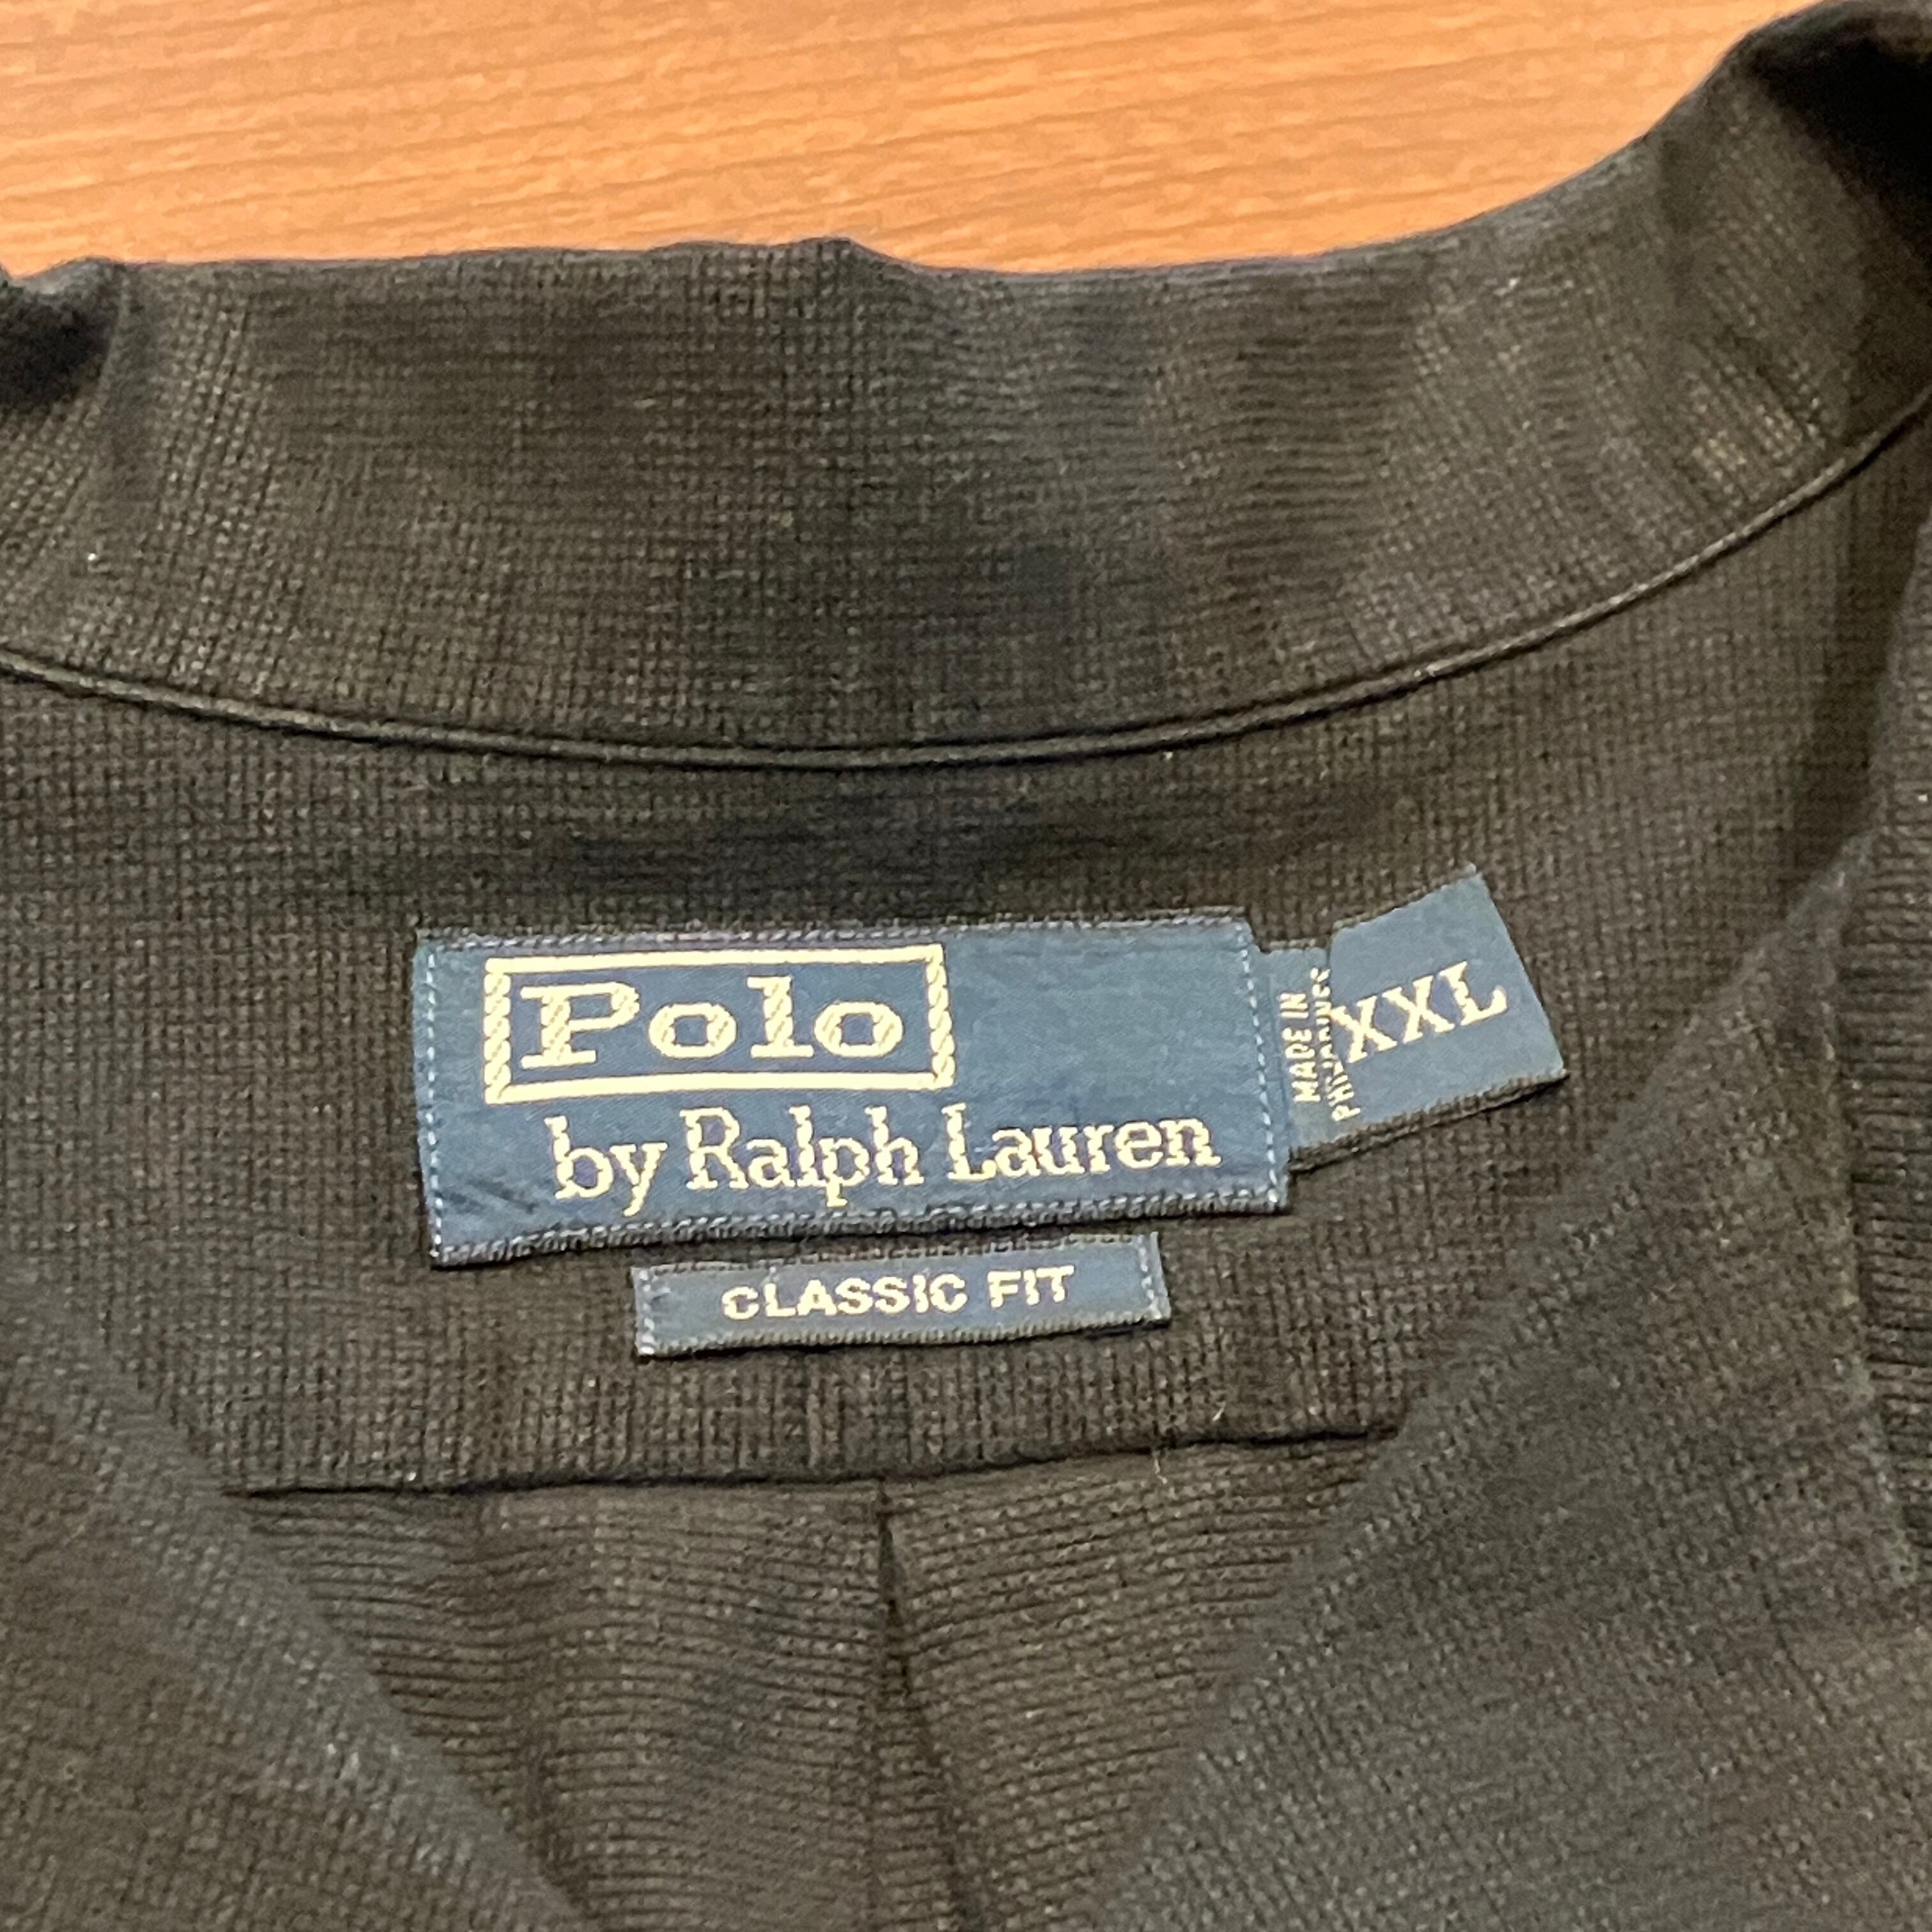 Polo
by Ralph Lauren
MADE IN
PHILIPPINES
XXL
CLASSIC FIT